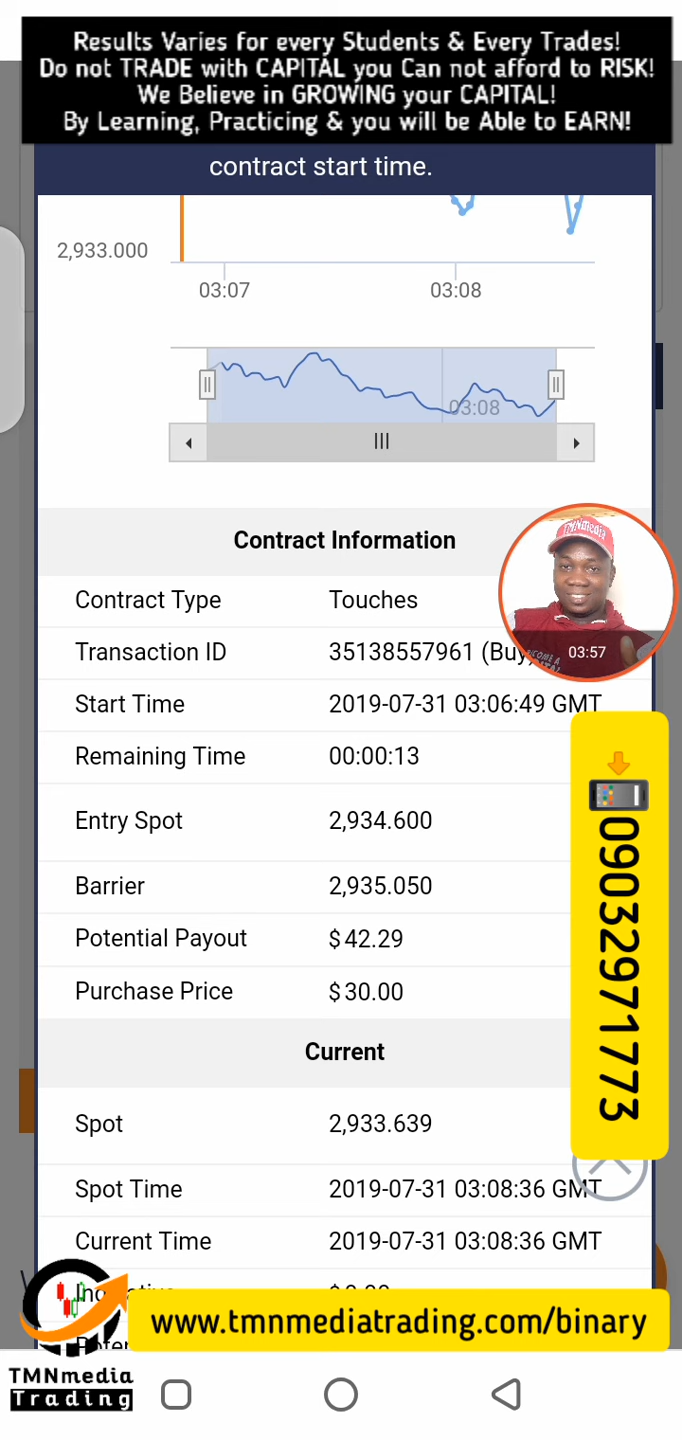 Results Varies for every Students & Every Trades!
Do not TRADE with CAPITAL you Can not afford to RISK!
We Believe in GROWING your CAPITAL!
By Learning, Practicing & you will be Able to EARN!
contract start time.
2,933.000
03:07
03:08
03:08
Contract Information
Contract Type Touches
TMNmedia
Transaction ID 35138557961 (Buy)
03:57
Start Time 2019-07-31 03:06:49 GMT
Remaining Time 00:00:13
Entry Spot 2,934.600
Barrier 2,935.050
Potential Payout $42.29
Purchase Price $30.00
09032971773
Current
Spot 2,933.639
Spot Time 2019-07-31 03:08:36 GMT
Current Time 2019-07-31 03:08:36 GMT
www.tmnmediatrading.com/binary
TMNmedia
Trading